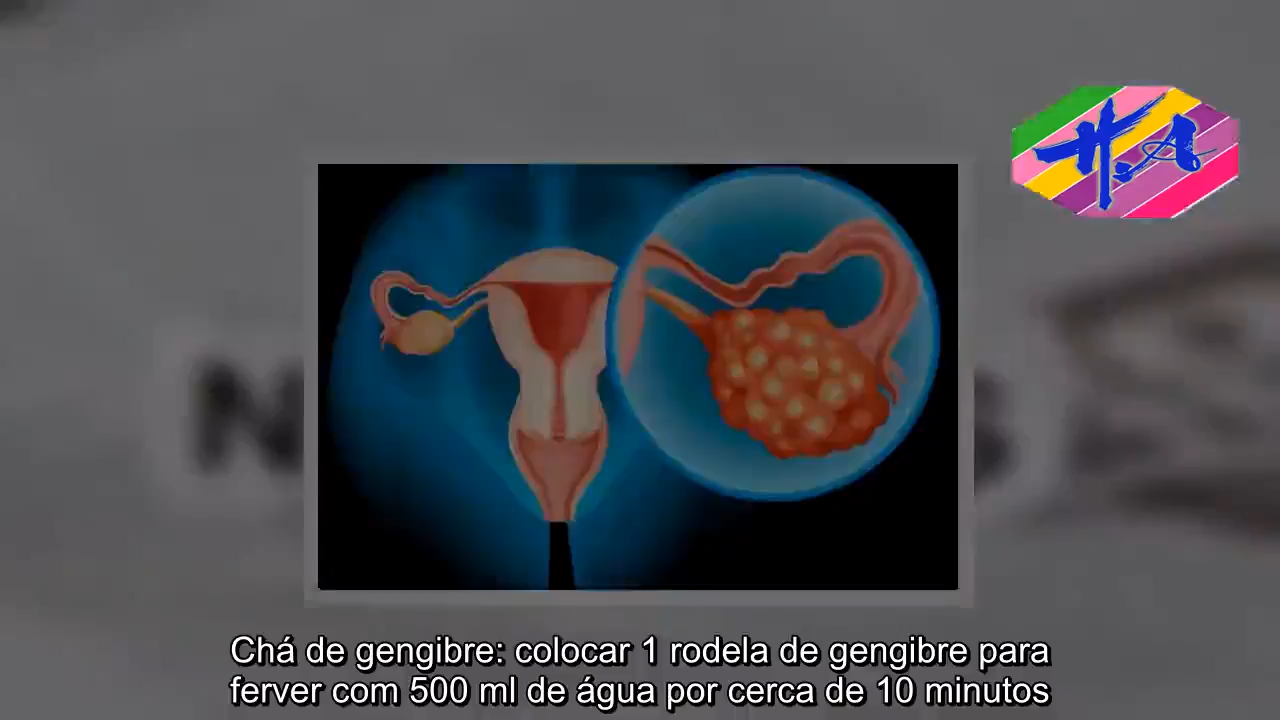 H.A
Chá de gengibre: colocar 1 rodela de gengibre para
ferver com 500 ml de água por cerca de 10 minutos